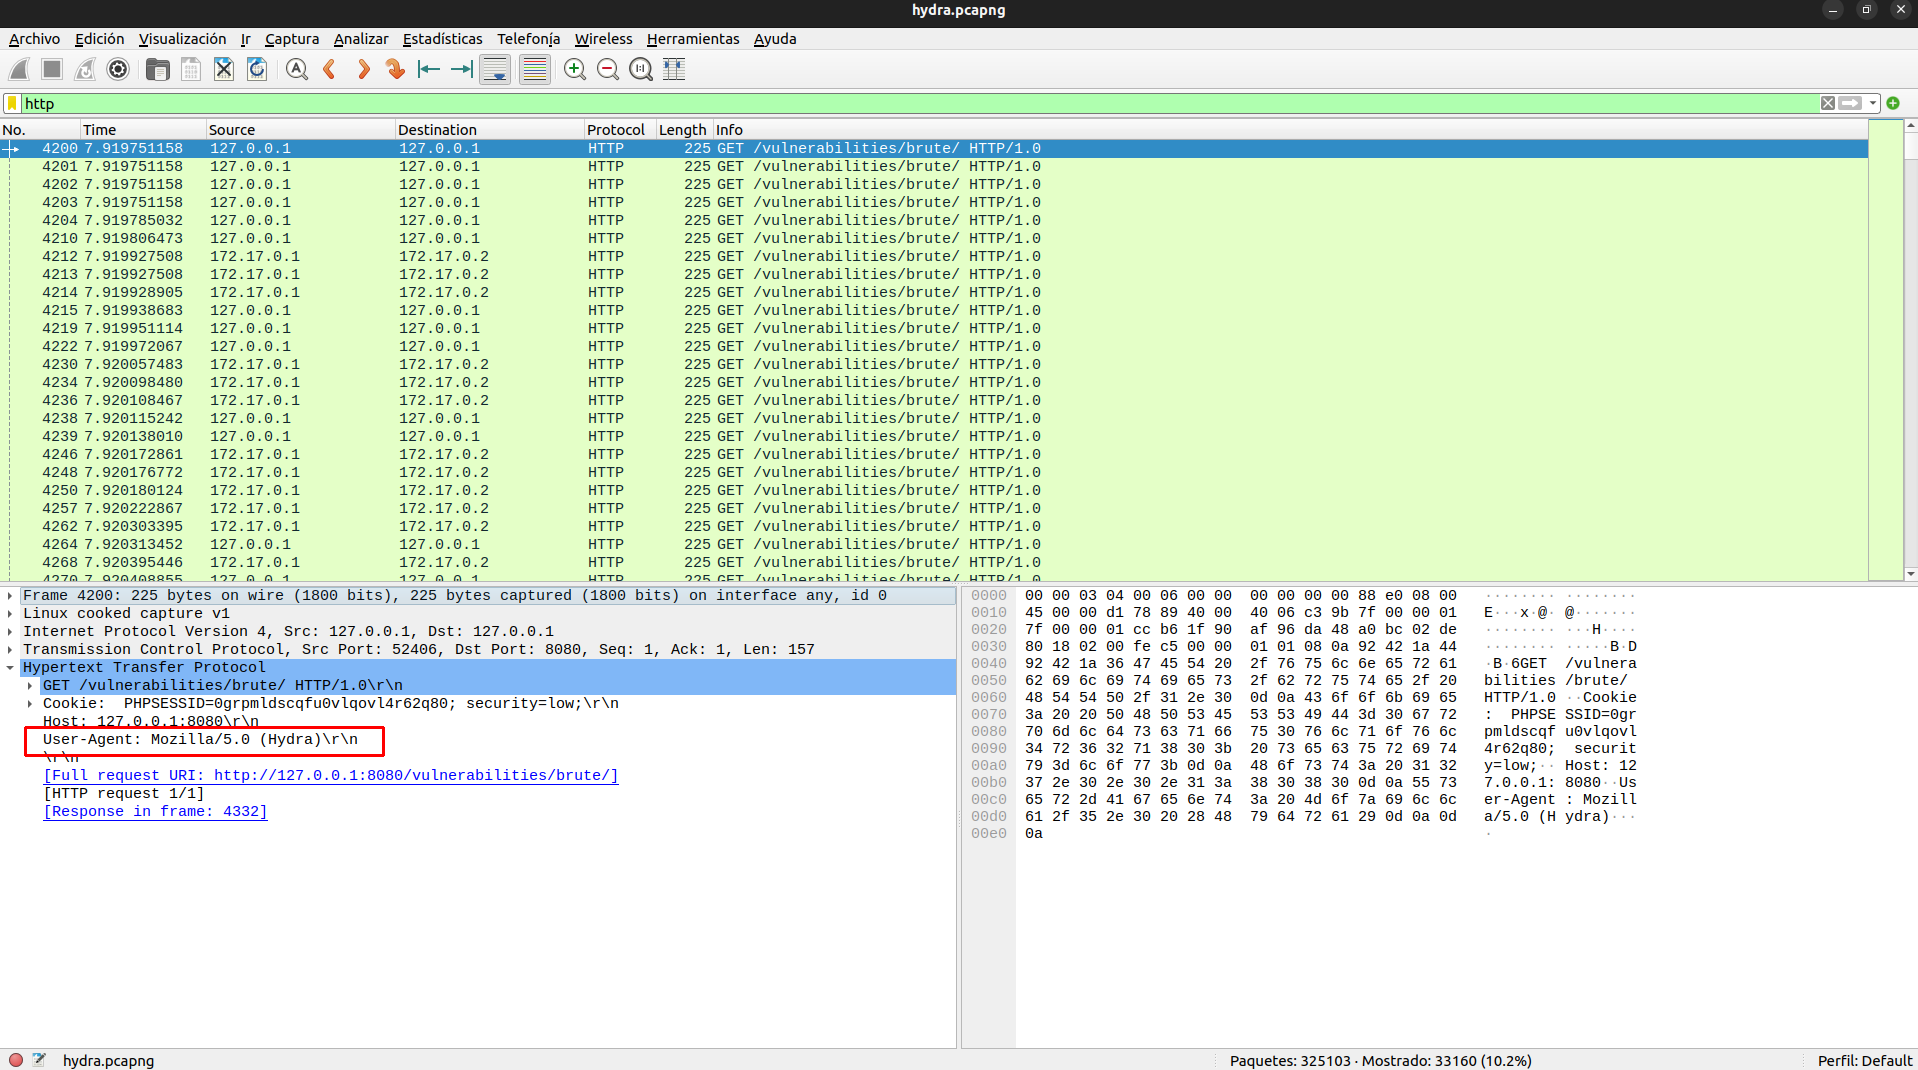 hydra.pcapng
Archivo Edición Visualización Ir Captura Analizar Estadísticas Telefonía Wireless Herramientas Ayuda
http
No. Time Source Destination Protocol Length Info
4200 7.919751158 127.0.0.1 127.0.0.1 HTTP 225 GET /vulnerabilities/brute/ HTTP/1.0
4201 7.919751158 127.0.0.1 127.0.0.1 HTTP 225 GET /vulnerabilities/brute/ HTTP/1.0
4202 7.919751158 127.0.0.1 127.0.0.1 HTTP 225 GET /vulnerabilities/brute/ HTTP/1.0
4203 7.919751158 127.0.0.1 127.0.0.1 HTTP 225 GET /vulnerabilities/brute/ HTTP/1.0
4204 7.919785032 127.0.0.1 127.0.0.1 HTTP 225 GET /vulnerabilities/brute/ HTTP/1.0
4210 7.919806473 127.0.0.1 127.0.0.1 HTTP 225 GET /vulnerabilities/brute/ HTTP/1.0
4212 7.919927508 172.17.0.1 172.17.0.2 HTTP 225 GET /vulnerabilities/brute/ HTTP/1.0
4213 7.919927508 172.17.0.1 172.17.0.2 HTTP 225 GET /vulnerabilities/brute/ HTTP/1.0
4214 7.919928905 172.17.0.1 172.17.0.2 HTTP 225 GET /vulnerabilities/brute/ HTTP/1.0
4215 7.919938683 127.0.0.1 127.0.0.1 HTTP 225 GET /vulnerabilities/brute/ HTTP/1.0
4219 7.919951114 127.0.0.1 127.0.0.1 HTTP 225 GET /vulnerabilities/brute/ HTTP/1.0
4222 7.919972067 127.0.0.1 127.0.0.1 HTTP 225 GET /vulnerabilities/brute/ HTTP/1.0
4230 7.920057483 172.17.0.1 172.17.0.2 HTTP 225 GET /vulnerabilities/brute/ HTTP/1.0
4234 7.920098480 172.17.0.1 172.17.0.2 HTTP 225 GET /vulnerabilities/brute/ HTTP/1.0
4236 7.920108467 172.17.0.1 172.17.0.2 HTTP 225 GET /vulnerabilities/brute/ HTTP/1.0
4238 7.920115242 127.0.0.1 127.0.0.1 HTTP 225 GET /vulnerabilities/brute/ HTTP/1.0
4239 7.920138010 127.0.0.1 127.0.0.1 HTTP 225 GET /vulnerabilities/brute/ HTTP/1.0
4246 7.920172861 172.17.0.1 172.17.0.2 HTTP 225 GET /vulnerabilities/brute/ HTTP/1.0
4248 7.920176772 172.17.0.1 172.17.0.2 HTTP 225 GET /vulnerabilities/brute/ HTTP/1.0
4250 7.920180124 172.17.0.1 172.17.0.2 HTTP 225 GET /vulnerabilities/brute/ HTTP/1.0
4257 7.920222867 172.17.0.1 172.17.0.2 HTTP 225 GET /vulnerabilities/brute/ HTTP/1.0
4262 7.920303395 172.17.0.1 172.17.0.2 HTTP 225 GET /vulnerabilities/brute/ HTTP/1.0
4264 7.920313452 127.0.0.1 127.0.0.1 HTTP 225 GET /vulnerabilities/brute/ HTTP/1.0
4268 7.920395446 172.17.0.1 172.17.0.2 HTTP 225 GET /vulnerabilities/brute/ HTTP/1.0
4270 7.920408855 127.0.0.1 127.0.0.1 HTTP 225 GET /vulnerabilities/brute/ HTTP/1.0
Frame 4200: 225 bytes on wire (1800 bits), 225 bytes captured (1800 bits) on interface any, id 0
Linux cooked capture v1
Internet Protocol Version 4, Src: 127.0.0.1, Dst: 127.0.0.1
Transmission Control Protocol, Src Port: 52406, Dst Port: 8080, Seq: 1, Ack: 1, Len: 157
Hypertext Transfer Protocol
GET /vulnerabilities/brute/ HTTP/1.0\r\n
Cookie:  PHPSESSID=0grpmldscqfu0vlqovl4r62q80; security=low;\r\n
Host: 127.0.0.1:8080\r\n
User-Agent: Mozilla/5.0 (Hydra)\r\n
\r\n
[Full request URI: http://127.0.0.1:8080/vulnerabilities/brute/]
[HTTP request 1/1]
[Response in frame: 4332]
0000 00 00 03 04 00 06 00 00 00 00 00 00 88 e0 08 00 ········ ········
0010 45 00 00 d1 78 89 40 00 40 06 c3 9b 7f 00 00 01 E···x·@· @·······
0020 7f 00 00 01 cc b6 1f 90 af 96 da 48 a0 bc 02 de ········ ···H····
0030 80 18 02 00 fe c5 00 00 01 01 08 0a 92 42 1a 44 ········ ·····B·D
0040 92 42 1a 36 47 45 54 20 2f 76 75 6c 6e 65 72 61 ·B·6GET /vulnera
0050 62 69 6c 69 74 69 65 73 2f 62 72 75 74 65 2f 20 bilities /brute/
0060 48 54 54 50 2f 31 2e 30 0d 0a 43 6f 6f 6b 69 65 HTTP/1.0 ··Cookie
0070 3a 20 20 50 48 50 53 45 53 53 49 44 3d 30 67 72 :  PHPSE SSID=0gr
0080 70 6d 6c 64 73 63 71 66 75 30 76 6c 71 6f 76 6c pmldscqf u0vlqovl
0090 34 72 36 32 71 38 30 3b 20 73 65 63 75 72 69 74 4r62q80;  securit
00a0 79 3d 6c 6f 77 3b 0d 0a 48 6f 73 74 3a 20 31 32 y=low;·· Host: 12
00b0 37 2e 30 2e 30 2e 31 3a 38 30 38 30 0d 0a 55 73 7.0.0.1: 8080··Us
00c0 65 72 2d 41 67 65 6e 74 3a 20 4d 6f 7a 69 6c 6c er-Agent : Mozill
00d0 61 2f 35 2e 30 20 28 48 79 64 72 61 29 0d 0a 0d a/5.0 (H ydra)···
00e0 0a ·
hydra.pcapng Paquetes: 325103 · Mostrado: 33160 (10.2%) Perfil: Default